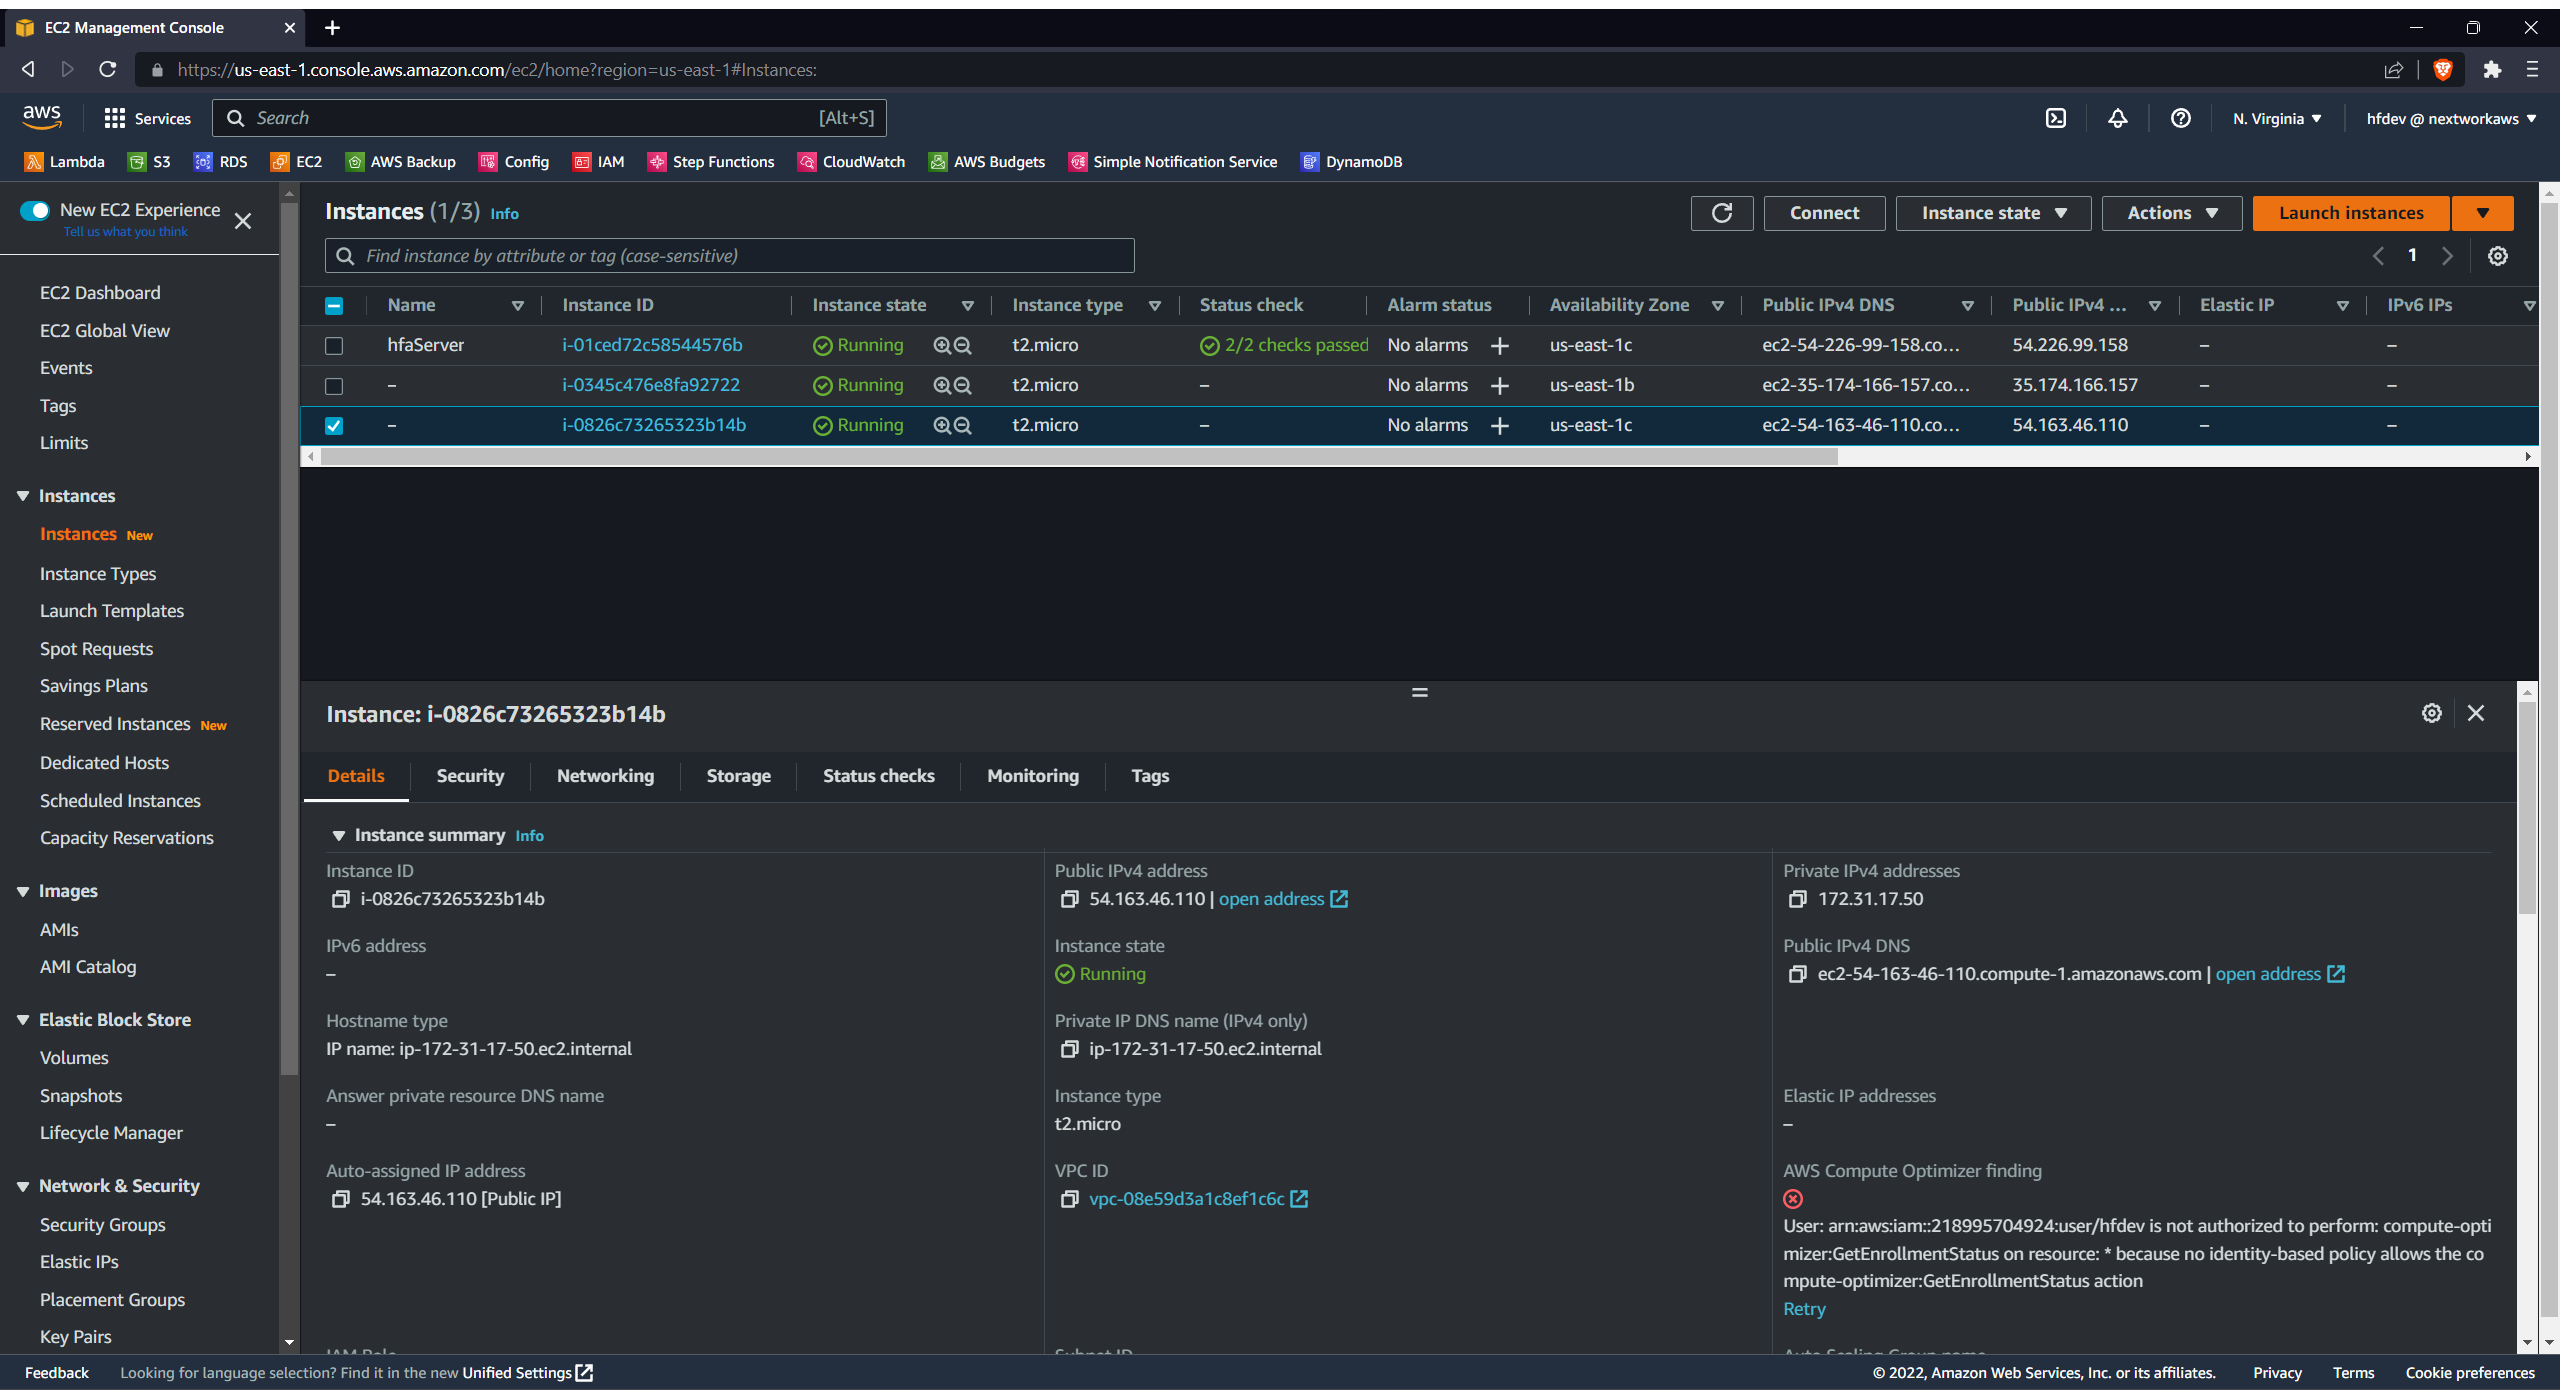 EC2 Management Console
https://us-east-1.console.aws.amazon.com/ec2/home?region=us-east-1#Instances:
aws
Services
Search
[Alt+S]
N. Virginia
hfdev @ nextworkaws
Lambda
S3
RDS
EC2
AWS Backup
Config
IAM
Step Functions
CloudWatch
AWS Budgets
Simple Notification Service
DynamoDB
New EC2 Experience
Tell us what you think
EC2 Dashboard
EC2 Global View
Events
Tags
Limits
Instances
Instances New
Instance Types
Launch Templates
Spot Requests
Savings Plans
Reserved Instances New
Dedicated Hosts
Scheduled Instances
Capacity Reservations
Images
AMIs
AMI Catalog
Elastic Block Store
Volumes
Snapshots
Lifecycle Manager
Network & Security
Security Groups
Elastic IPs
Placement Groups
Key Pairs
Instances (1/3) Info
Connect
Instance state
Actions
Launch instances
Find instance by attribute or tag (case-sensitive)
1
Name
Instance ID
Instance state
Instance type
Status check
Alarm status
Availability Zone
Public IPv4 DNS
Public IPv4 ...
Elastic IP
IPv6 IPs
hfaServer i-01ced72c58544576b Running t2.micro 2/2 checks passed No alarms us-east-1c ec2-54-226-99-158.co... 54.226.99.158 – –
– i-0345c476e8fa92722 Running t2.micro – No alarms us-east-1b ec2-35-174-166-157.co... 35.174.166.157 – –
– i-0826c73265323b14b Running t2.micro – No alarms us-east-1c ec2-54-163-46-110.co... 54.163.46.110 – –
Instance: i-0826c73265323b14b
Details
Security
Networking
Storage
Status checks
Monitoring
Tags
Instance summary Info
Instance ID
i-0826c73265323b14b
Public IPv4 address
54.163.46.110 | open address
Private IPv4 addresses
172.31.17.50
IPv6 address
–
Instance state
Running
Public IPv4 DNS
ec2-54-163-46-110.compute-1.amazonaws.com | open address
Hostname type
IP name: ip-172-31-17-50.ec2.internal
Private IP DNS name (IPv4 only)
ip-172-31-17-50.ec2.internal
Answer private resource DNS name
–
Instance type
t2.micro
Elastic IP addresses
–
Auto-assigned IP address
54.163.46.110 [Public IP]
VPC ID
vpc-08e59d3a1c8ef1c6c
AWS Compute Optimizer finding
User: arn:aws:iam::218995704924:user/hfdev is not authorized to perform: compute-opti
mizer:GetEnrollmentStatus on resource: * because no identity-based policy allows the co
mpute-optimizer:GetEnrollmentStatus action
Retry
IAM Role
Subnet ID
Auto Scaling Group name
Feedback
Looking for language selection? Find it in the new Unified Settings
© 2022, Amazon Web Services, Inc. or its affiliates.
Privacy
Terms
Cookie preferences